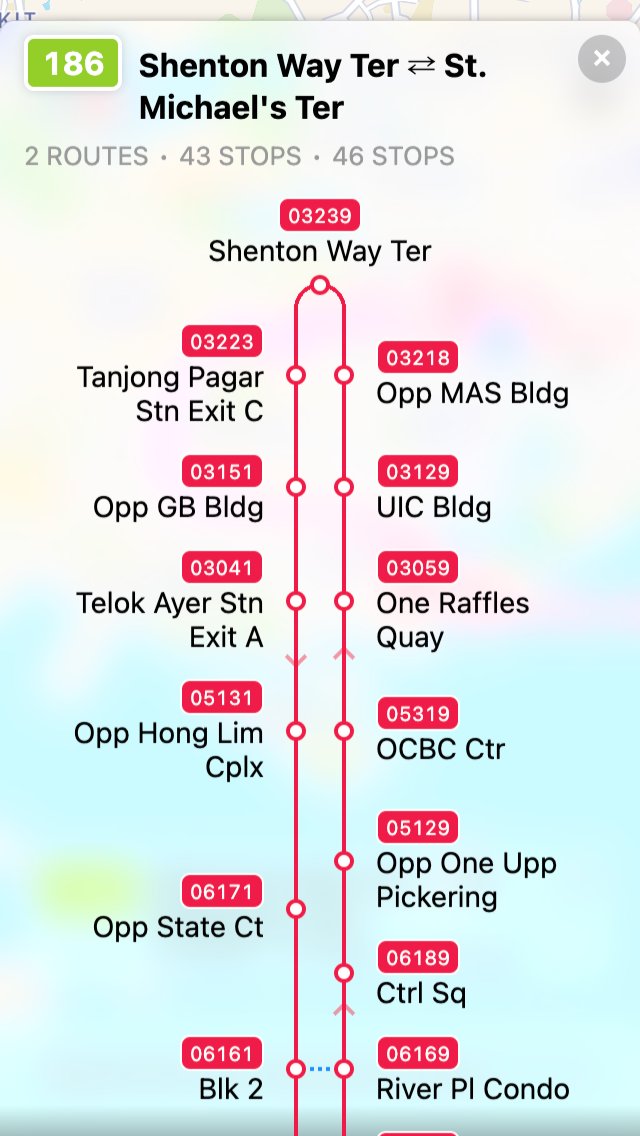 KIT
186
Shenton Way Ter ⇄ St.
Michael's Ter
×
2 ROUTES · 43 STOPS · 46 STOPS
03239
Shenton Way Ter
03223
Tanjong Pagar
Stn Exit C
03218
Opp MAS Bldg
03151
Opp GB Bldg
03129
UIC Bldg
03041
Telok Ayer Stn
Exit A
03059
One Raffles
Quay
05131
Opp Hong Lim
Cplx
05319
OCBC Ctr
05129
Opp One Upp
Pickering
06171
Opp State Ct
06189
Ctrl Sq
06161
Blk 2
06169
River Pl Condo